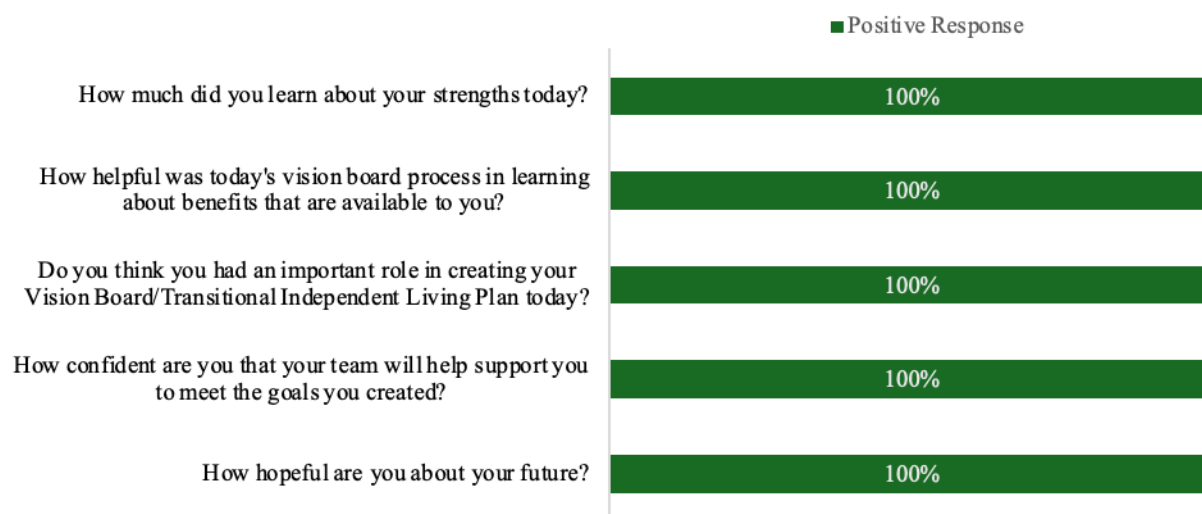 Positive Response
How much did you learn about your strengths today?
100%
How helpful was today's vision board process in learning
about benefits that are available to you?
100%
Do you think you had an important role in creating your
Vision Board/Transitional Independent Living Plan today?
100%
How confident are you that your team will help support you
to meet the goals you created?
100%
How hopeful are you about your future?
100%